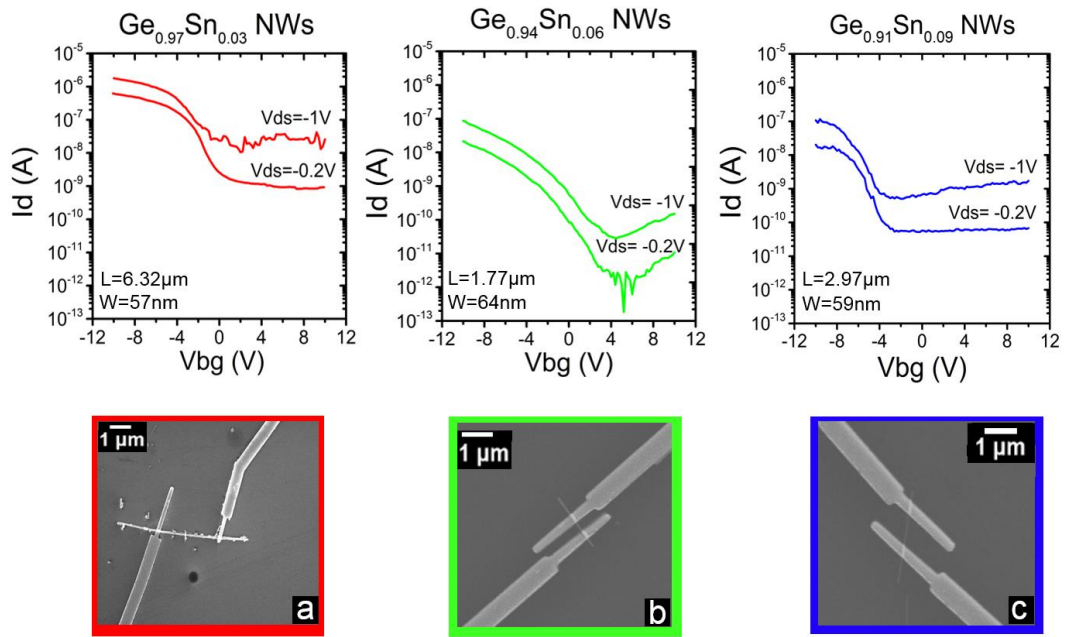 Ge0.97Sn0.03 NWs
10-5
10-6
10-7
10-8
10-9
10-10
10-11
10-12
10-13
Id (A)
Vds=-1V
Vds=-0.2V
L=6.32µm
W=57nm
-12 -8 -4 0 4 8 12
Vbg (V)
Ge0.94Sn0.06 NWs
10-5
10-6
10-7
10-8
10-9
10-10
10-11
10-12
10-13
Id (A)
Vds= -1V
Vds= -0.2V
L=1.77µm
W=64nm
-12 -8 -4 0 4 8 12
Vbg (V)
Ge0.91Sn0.09 NWs
10-5
10-6
10-7
10-8
10-9
10-10
10-11
10-12
10-13
Id (A)
Vds= -1V
Vds= -0.2V
L=2.97µm
W=59nm
-12 -8 -4 0 4 8 12
Vbg (V)
1 µm
a
1 µm
b
1 µm
c